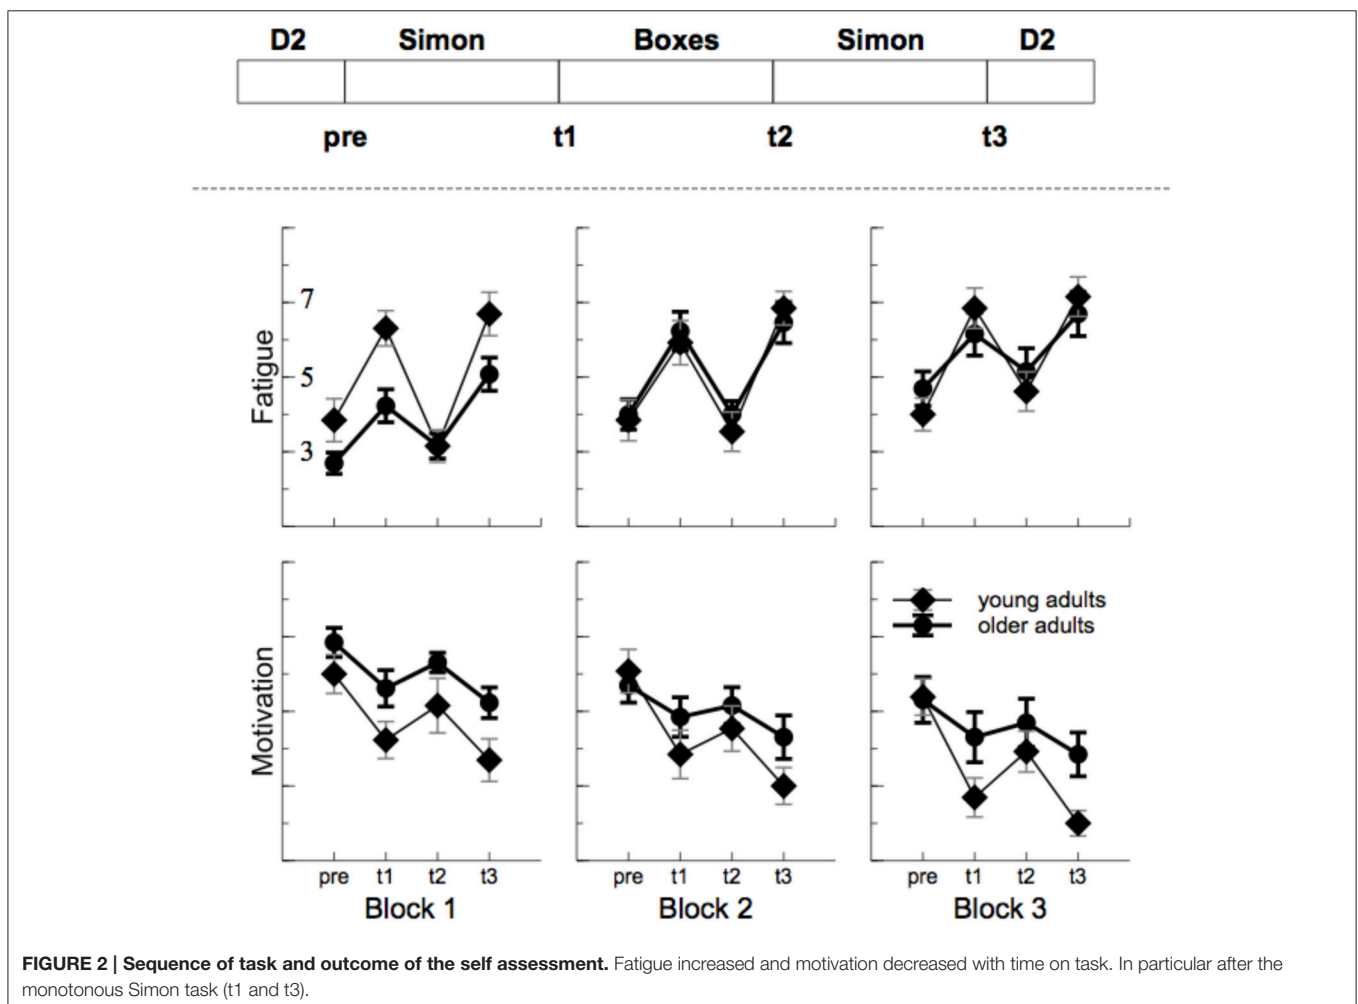 D2 Simon Boxes Simon D2
pre t1 t2 t3
Fatigue
7
5
3
Motivation
young adults
older adults
pre t1 t2 t3 pre t1 t2 t3 pre t1 t2 t3
Block 1 Block 2 Block 3
FIGURE 2 | Sequence of task and outcome of the self assessment. Fatigue increased and motivation decreased with time on task. In particular after the
monotonous Simon task (t1 and t3).